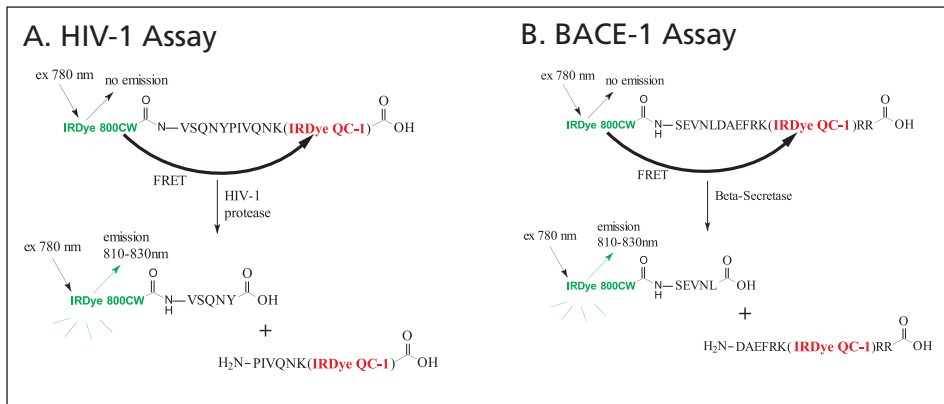 A. HIV-1 Assay
ex 780 nm
no emission
IRDye 800CW
O
N
VSQNYPIVQNK(IRDye QC-1)
O
OH
FRET
HIV-1
protease
ex 780 nm
emission
810-830nm
IRDye 800CW
O
N
H
VSQNY
O
OH
+
H₂N-PIVQNK(IRDye QC-1)
O
OH
B. BACE-1 Assay
ex 780 nm
no emission
IRDye 800CW
O
N
H
SEVNLDAEFRK(IRDye QC-1)RR
O
OH
FRET
Beta-Secretase
ex 780 nm
emission
810-830nm
IRDye 800CW
O
N
H
SEVNL
O
OH
+
H₂N-DAEFRK( IRDye QC-1)RR
O
OH